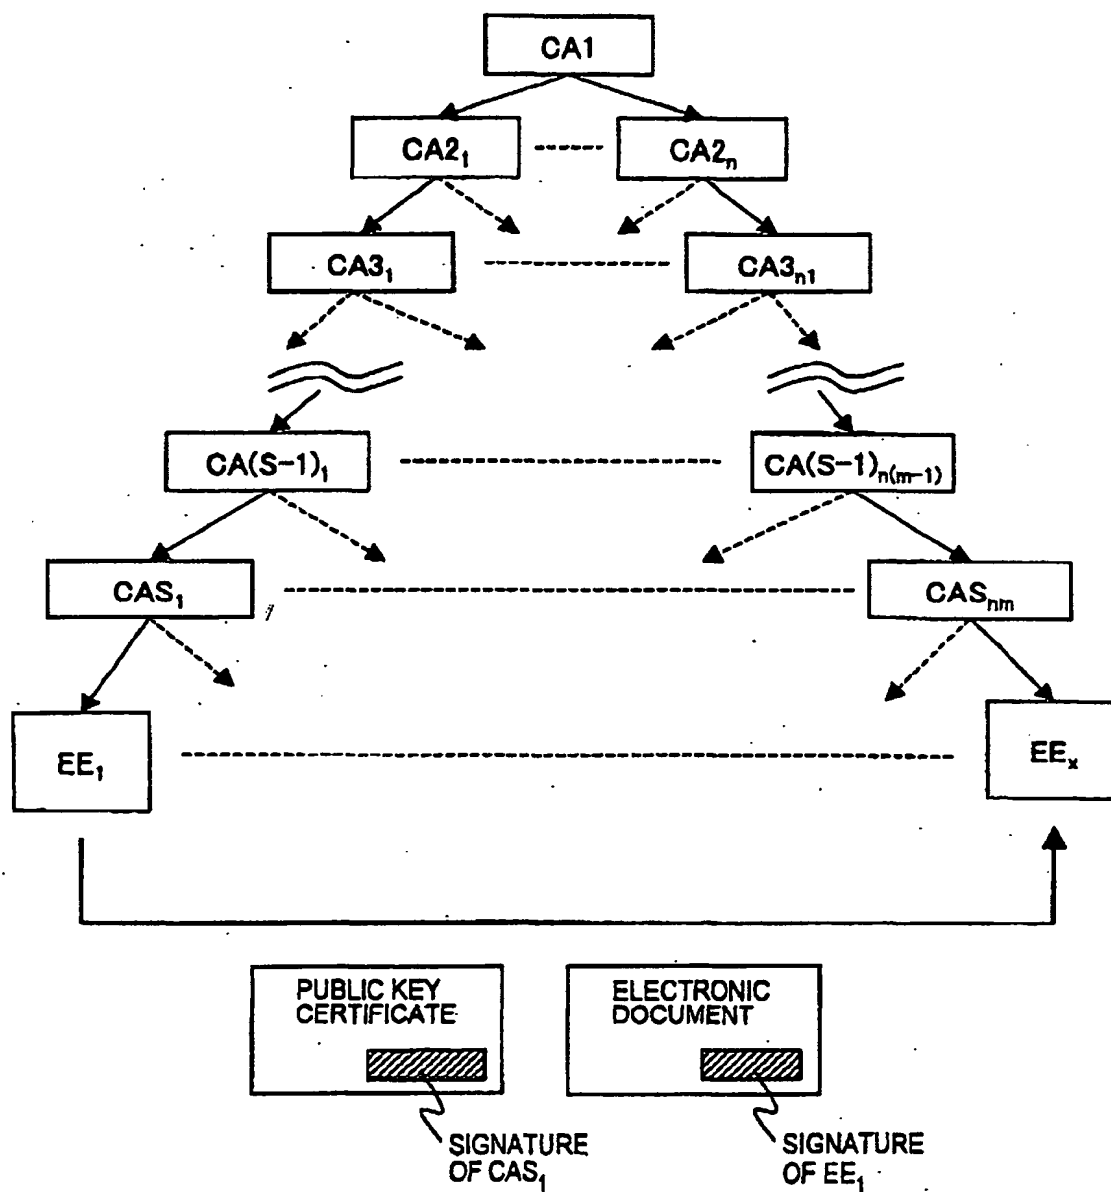 CA1
CA2₁
CA2ₙ
CA3₁
CA3ₙ₁
CA(S-1)₁
CA(S-1)ₙ₍ₘ₋₁₎
CAS₁
CASₙₘ
EE₁
EEₓ
PUBLIC KEY
CERTIFICATE
ELECTRONIC
DOCUMENT
SIGNATURE
OF CAS₁
SIGNATURE
OF EE₁